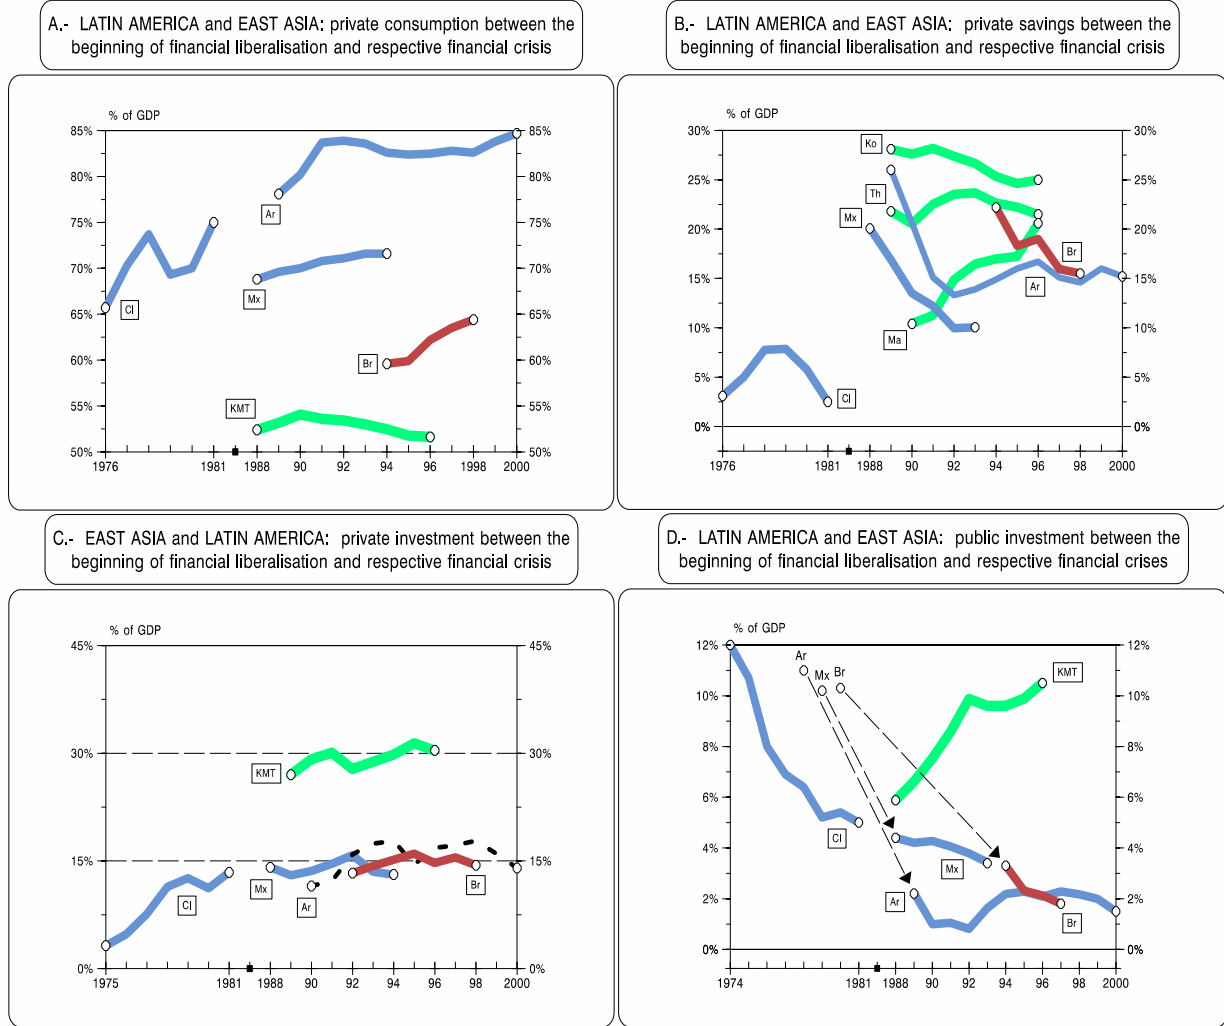 A.- LATIN AMERICA and EAST ASIA: private consumption between the
beginning of financial liberalisation and respective financial crisis
% of GDP
85%
80%
75%
70%
65%
60%
55%
50%
85%
80%
75%
70%
65%
60%
55%
50%
Ar
Cl
Mx
Br
KMT
1976
1981
1988
90
92
94
96
1998
2000
B.- LATIN AMERICA and EAST ASIA: private savings between the
beginning of financial liberalisation and respective financial crisis
% of GDP
30%
25%
20%
15%
10%
5%
0%
30%
25%
20%
15%
10%
5%
0%
Ko
Th
Mx
Br
Ar
Ma
Cl
1976
1981
1988
90
92
94
96
98
2000
C.- EAST ASIA and LATIN AMERICA: private investment between the
beginning of financial liberalisation and respective financial crisis
% of GDP
45%
30%
15%
0%
45%
30%
15%
0%
KMT
Cl
Mx
Ar
Br
1975
1981
1988
90
92
94
96
98
2000
D.- LATIN AMERICA and EAST ASIA: public investment between the
beginning of financial liberalisation and respective financial crises
% of GDP
12%
10%
8%
6%
4%
2%
0%
12%
10%
8%
6%
4%
2%
0%
Ar
Mx
Br
KMT
Cl
Mx
Ar
Br
1974
1981
1988
90
92
94
96
98
2000